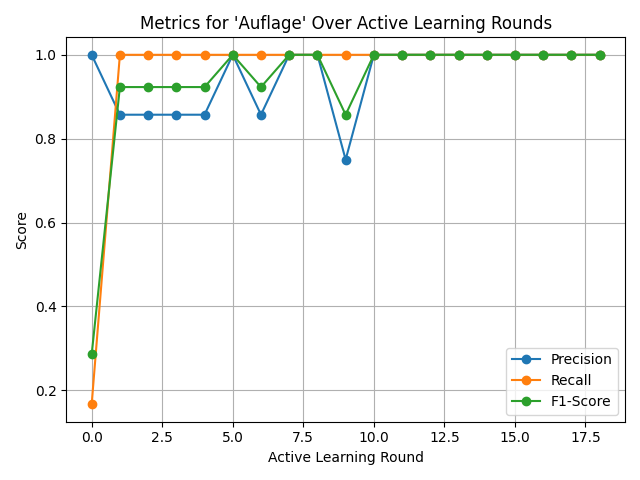 Metrics for 'Auflage' Over Active Learning Rounds
1.0
0.8
0.6
0.4
0.2
Score
0.0 2.5 5.0 7.5 10.0 12.5 15.0 17.5
Active Learning Round
Precision
Recall
F1-Score